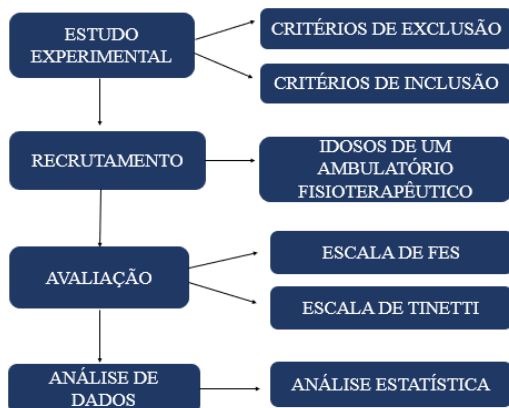 ESTUDO
EXPERIMENTAL
CRITÉRIOS DE EXCLUSÃO
CRITÉRIOS DE INCLUSÃO
RECRUTAMENTO
IDOSOS DE UM
AMBULATÓRIO
FISIOTERAPÊUTICO
AVALIAÇÃO
ESCALA DE FES
ESCALA DE TINETTI
ANÁLISE DE
DADOS
ANÁLISE ESTATÍSTICA